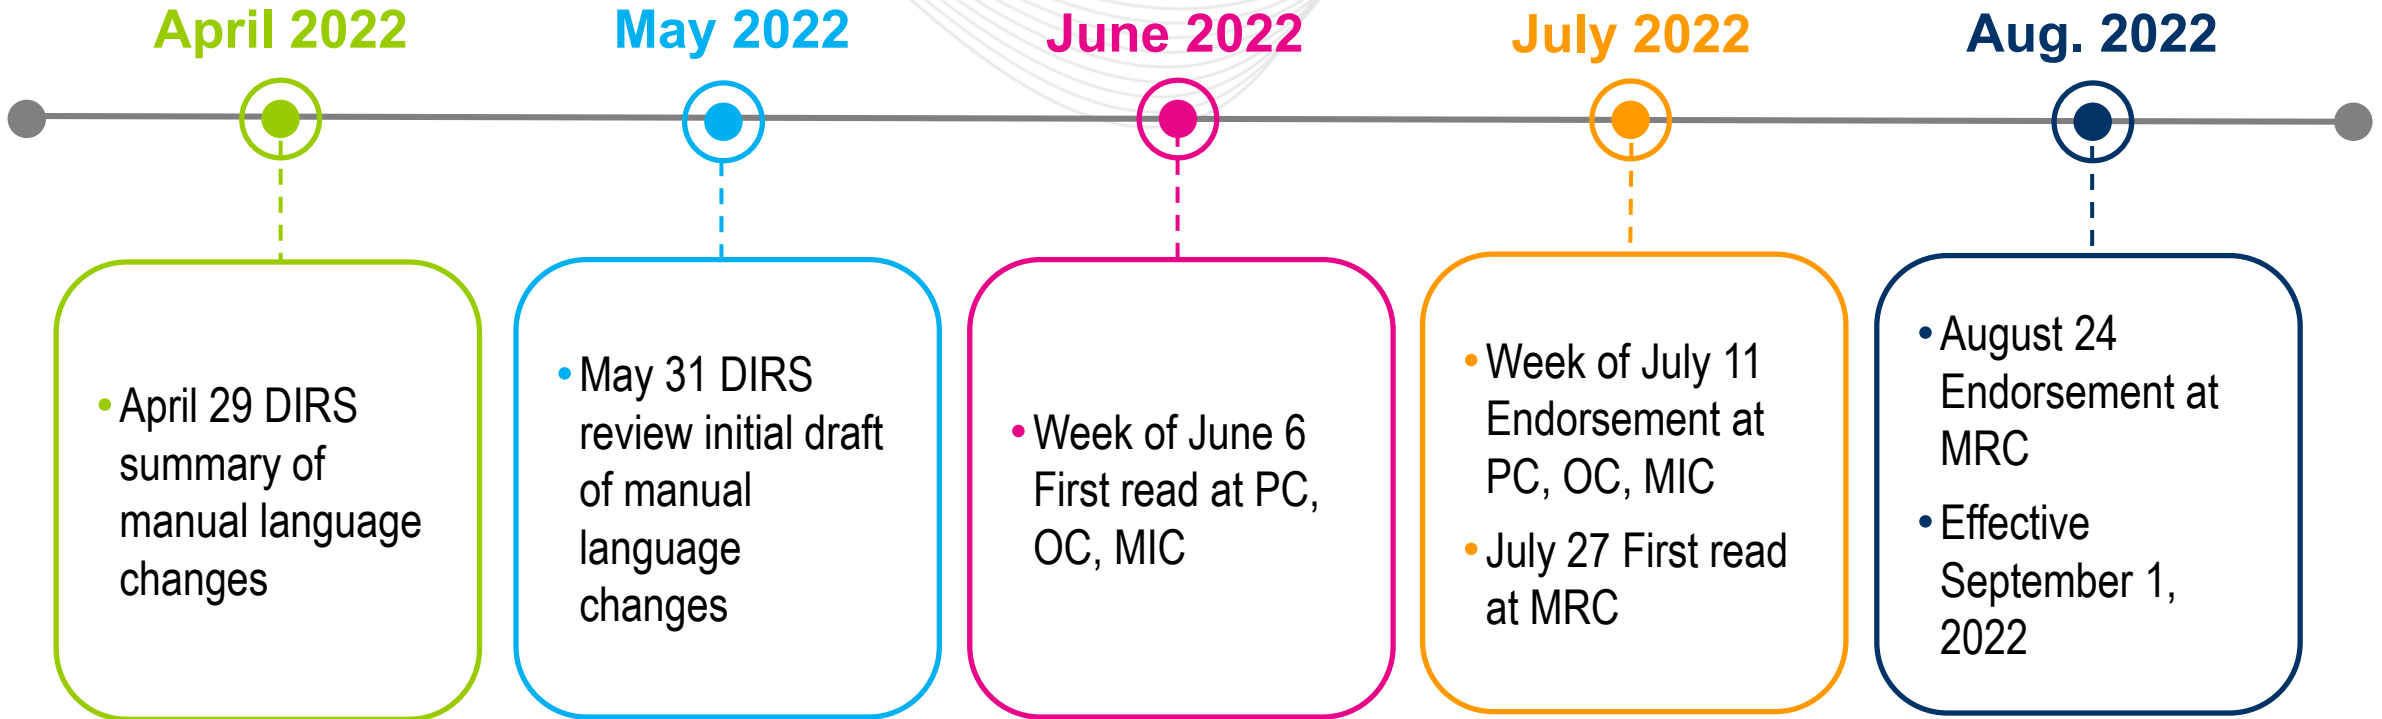 April 2022
May 2022
June 2022
July 2022
Aug. 2022
• April 29 DIRS
summary of
manual language
changes
• May 31 DIRS
review initial draft
of manual
language
changes
• Week of June 6
First read at PC,
OC, MIC
• Week of July 11
Endorsement at
PC, OC, MIC
• July 27 First read
at MRC
• August 24
Endorsement at
MRC
• Effective
September 1,
2022